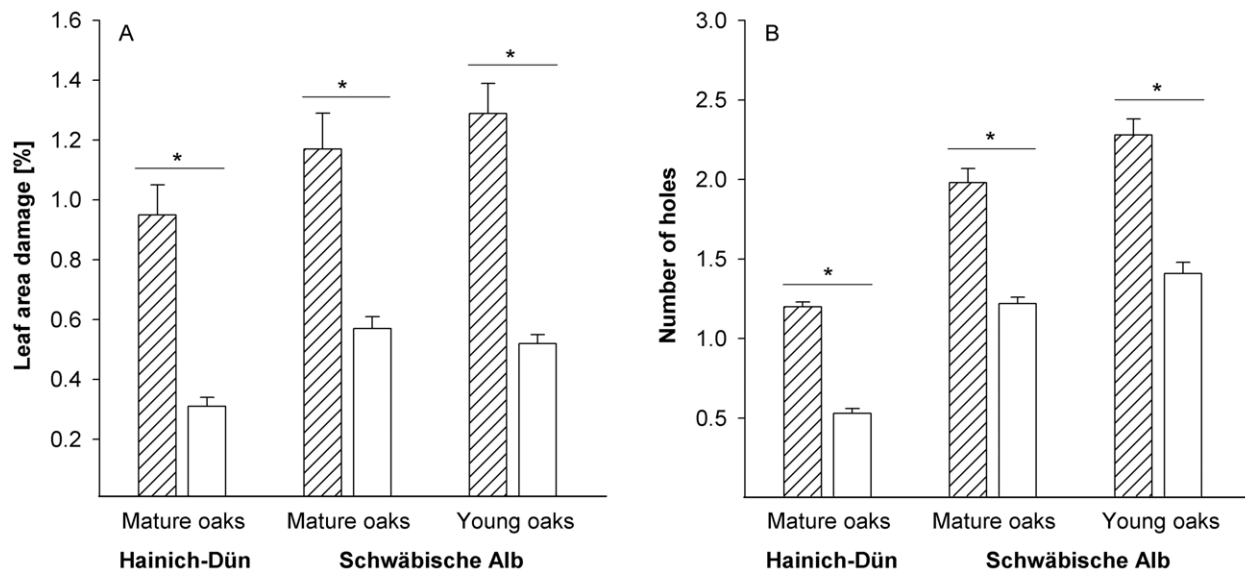 A
1.6
1.4
1.2
1.0
0.8
0.6
0.4
0.2
Leaf area damage [%]
*
*
*
Mature oaks
Mature oaks
Young oaks
Hainich-Dün
Schwäbische Alb
B
3.0
2.5
2.0
1.5
1.0
0.5
Number of holes
*
*
*
Mature oaks
Mature oaks
Young oaks
Hainich-Dün
Schwäbische Alb